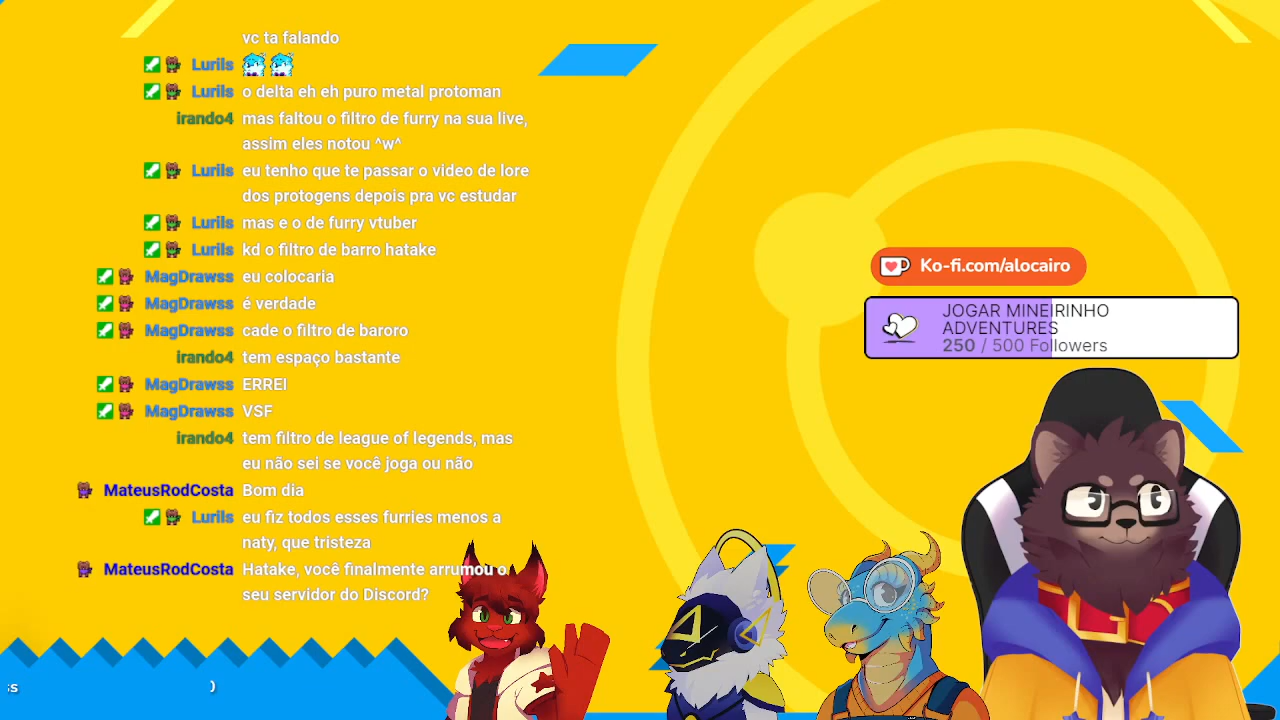 vc ta falando
Lurils
Lurils o delta eh eh puro metal protoman
irando4 mas faltou o filtro de furry na sua live,
assim eles notou ^w^
Lurils eu tenho que te passar o video de lore
dos protogens depois pra vc estudar
Lurils mas e o de furry vtuber
Lurils kd o filtro de barro hatake
MagDrawss eu colocaria
MagDrawss é verdade
MagDrawss cade o filtro de baroro
irando4 tem espaço bastante
MagDrawss ERREI
MagDrawss VSF
irando4 tem filtro de league of legends, mas
eu não sei se você joga ou não
MateusRodCosta Bom dia
Lurils eu fiz todos esses furries menos a
naty, que tristeza
MateusRodCosta Hatake, você finalmente arrumou o
seu servidor do Discord?
Ko-fi.com/alocairo
JOGAR MINEIRINHO
ADVENTURES
250 / 500 Followers